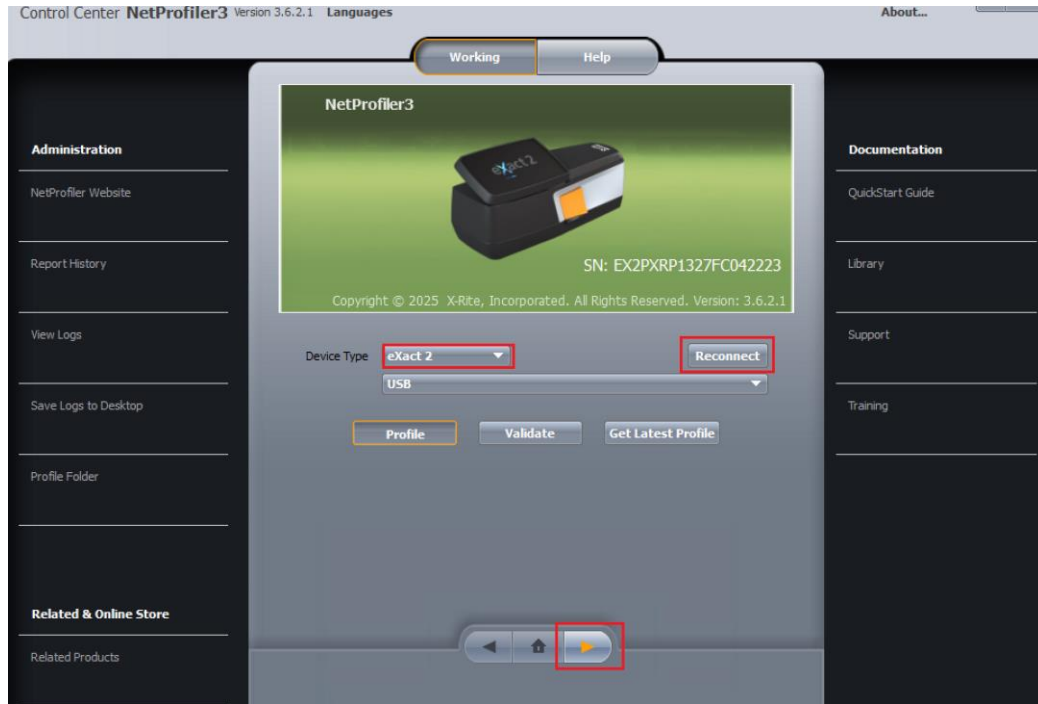 Control Center NetProfiler3 Version 3.6.2.1 Languages About...
Working Help
NetProfiler3
eXact 2
SN: EX2PXRP1327FC042223
Copyright © 2025 X-Rite, Incorporated. All Rights Reserved. Version: 3.6.2.1
Administration
NetProfiler Website
Report History
View Logs
Save Logs to Desktop
Profile Folder
Related & Online Store
Related Products
Device Type eXact 2 Reconnect
USB
Profile Validate Get Latest Profile
Documentation
QuickStart Guide
Library
Support
Training